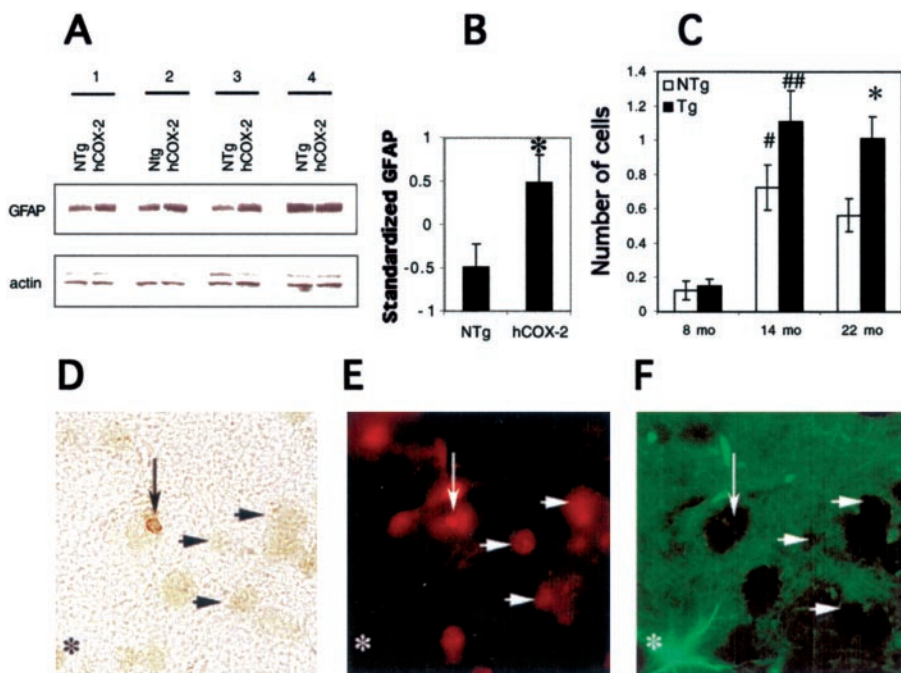 A
1 2 3 4
NTg hCOX-2 Ntg hCOX-2 NTg hCOX-2 NTg hCOX-2
GFAP
actin
B
Standardized GFAP
1
0.5
0
-0.5
-1
*
NTg hCOX-2
C
Number of cells
1.4
1.2
1
0.8
0.6
0.4
0.2
0
NTg
Tg
#
##
*
8 mo 14 mo 22 mo
D E F
* * *